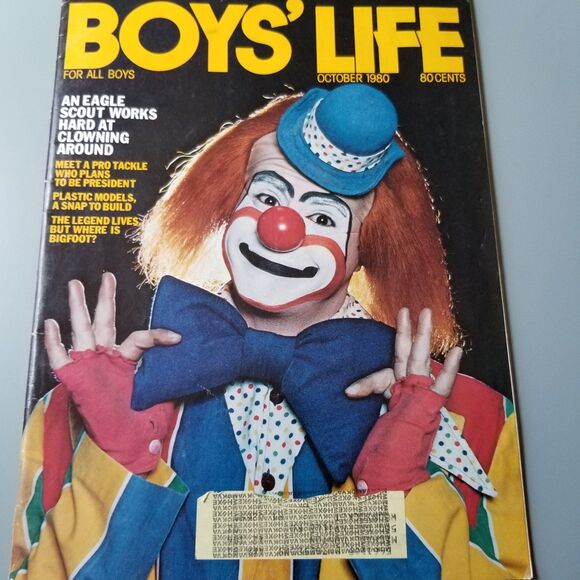 BOYS' LIFE
FOR ALL BOYS
OCTOBER 1980
80 CENTS
AN EAGLE
SCOUT WORKS
HARD AT
CLOWNING
AROUND
MEET A PRO TACKLE
WHO PLANS
TO BE PRESIDENT
PLASTIC MODELS,
A SNAP TO BUILD
THE LEGEND LIVES,
BUT WHERE IS
BIGFOOT?